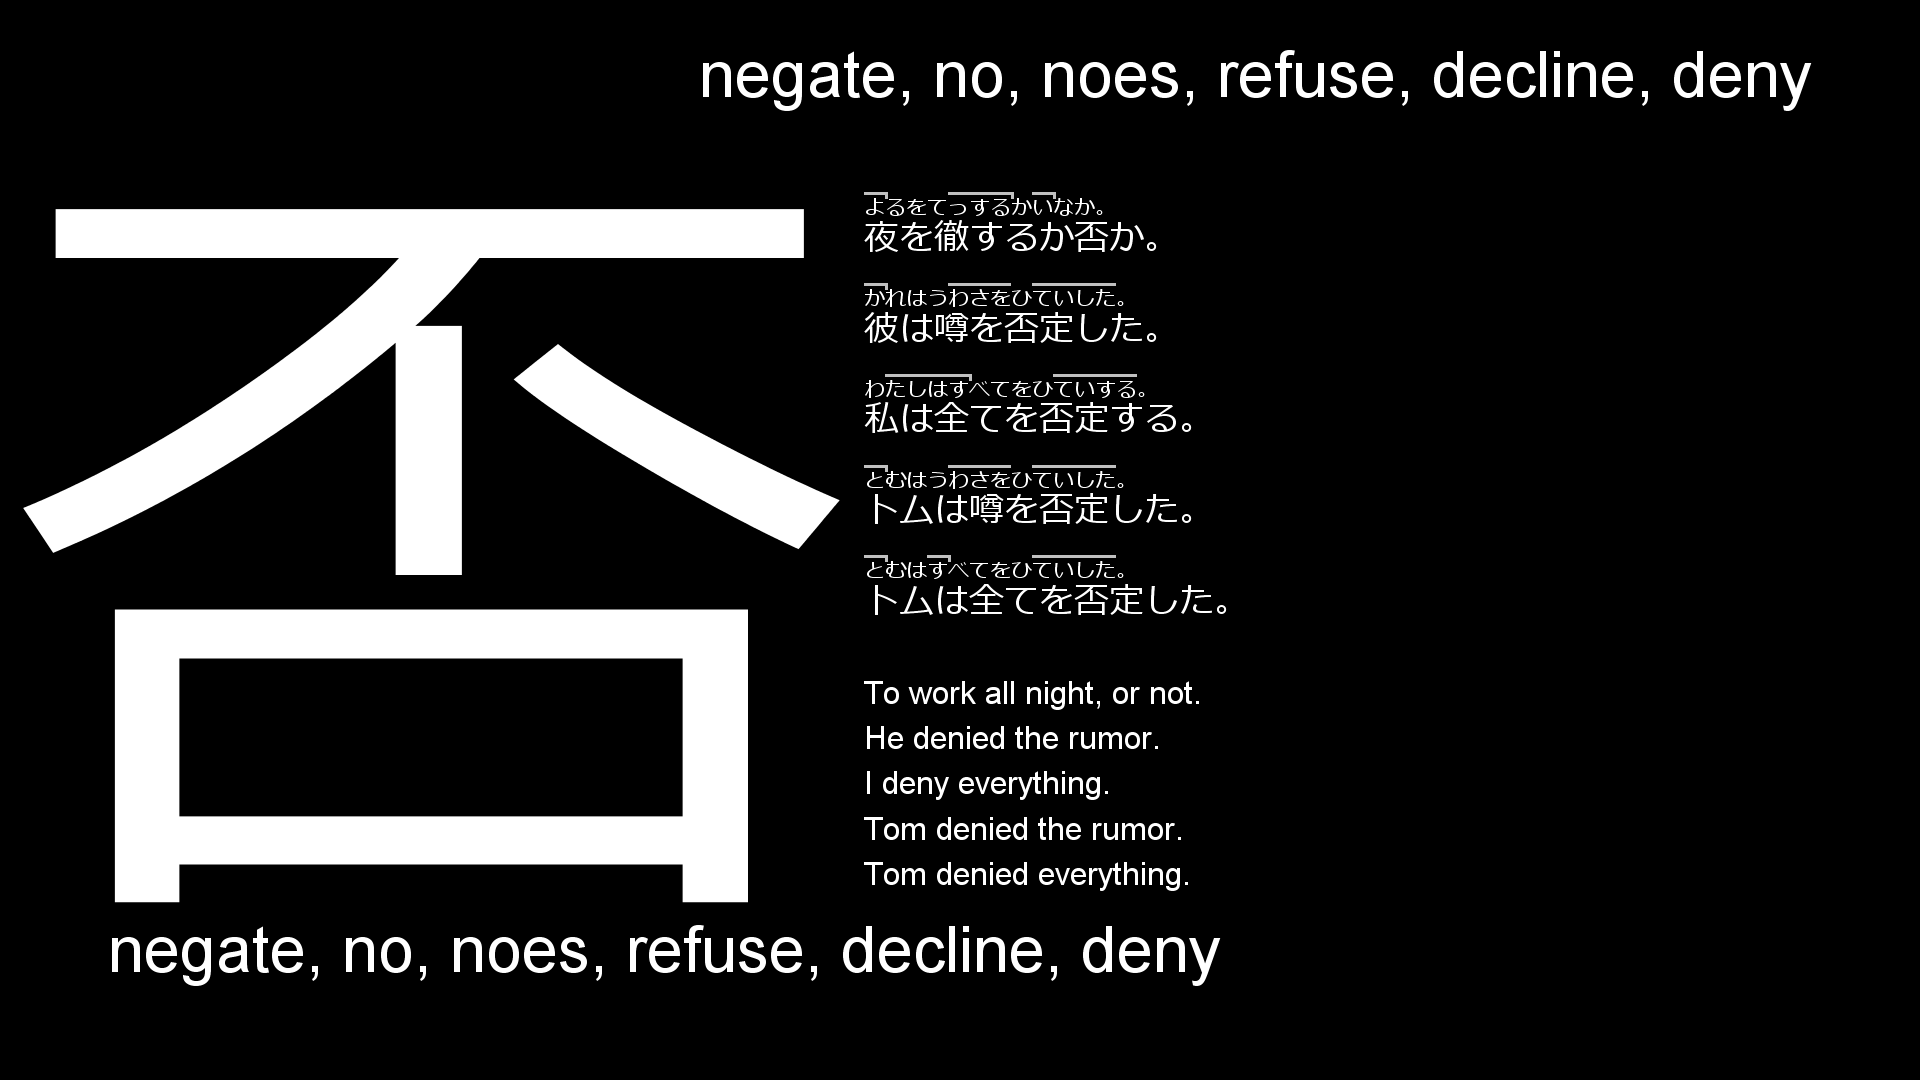 negate, no, noes, refuse, decline, deny
否
よるをてっするかいなか。
夜を徹するか否か。
かれはうわさをひていした。
彼は噂を否定した。
わたしはすべてをひていする。
私は全てを否定する。
とむはうわさをひていした。
トムは噂を否定した。
とむはすべてをひていした。
トムは全てを否定した。
To work all night, or not.
He denied the rumor.
I deny everything.
Tom denied the rumor.
Tom denied everything.
negate, no, noes, refuse, decline, deny